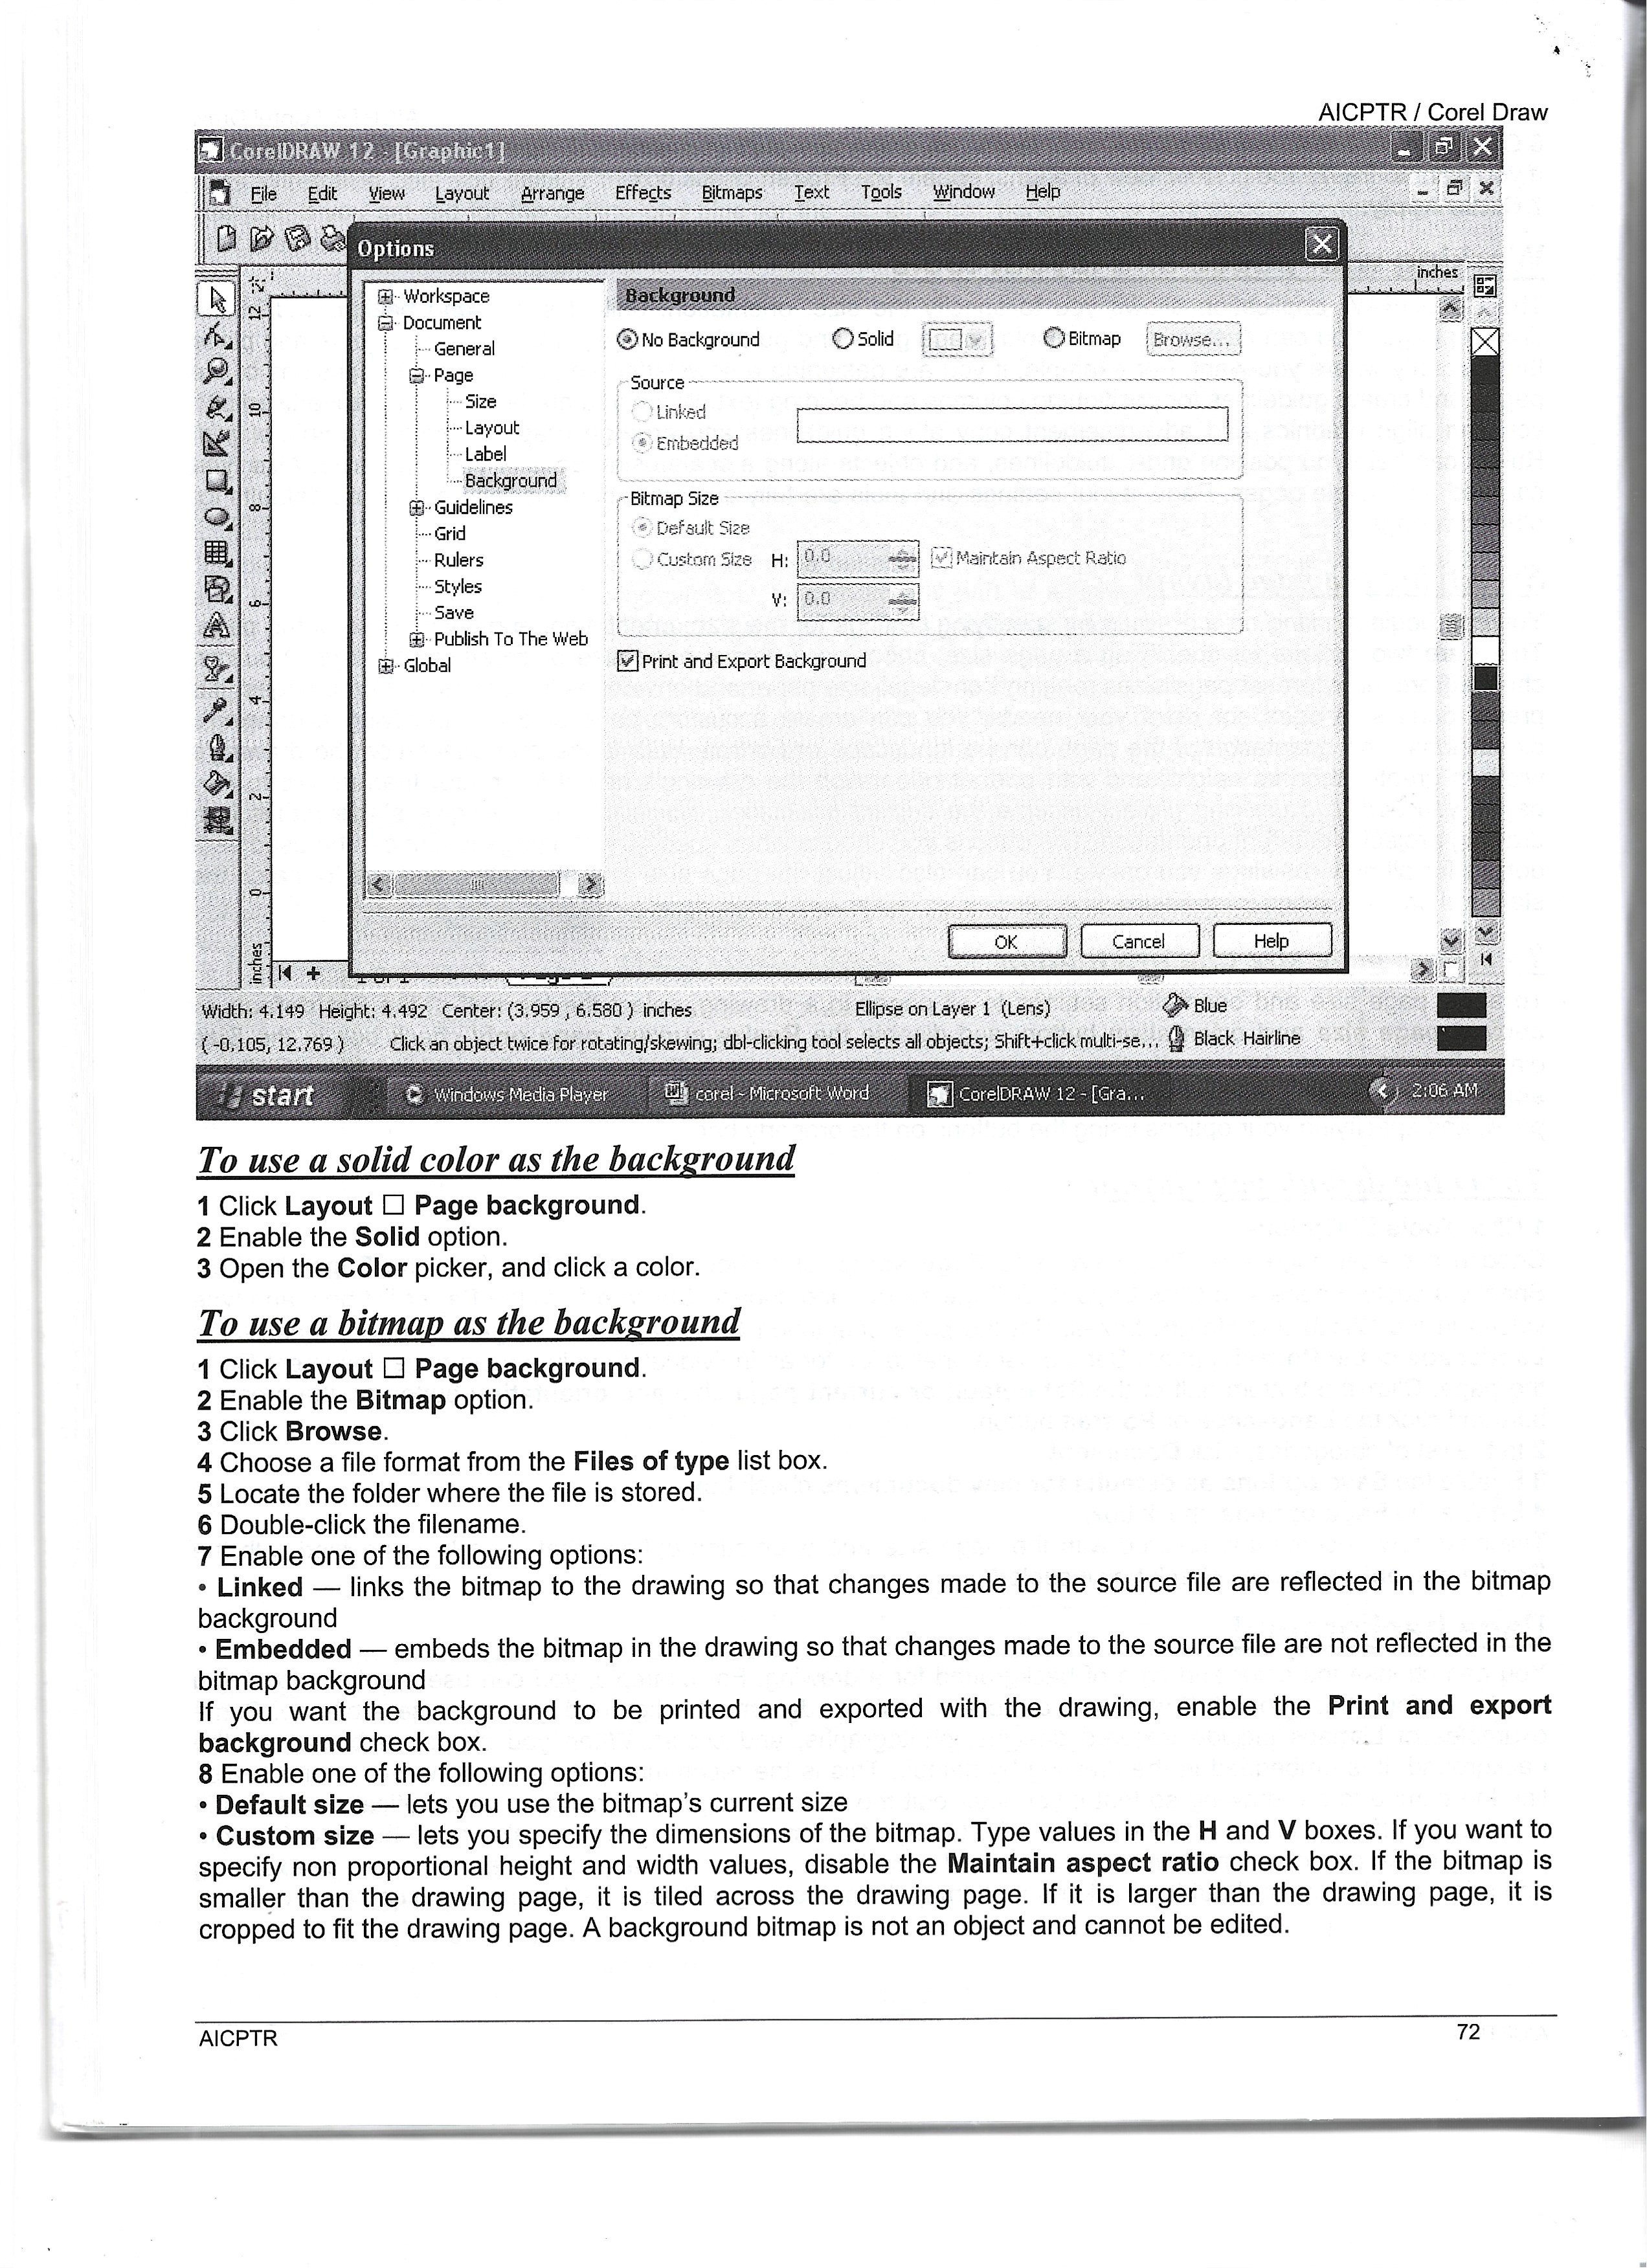 AICPTR / Corel Draw
CorelDRAW 12 - [Graphic1]
File Edit View Layout Arrange Effects Bitmaps Text Tools Window Help
Options
inches
Workspace
Document
General
Page
Size
Layout
Label
Background
Guidelines
Grid
Rulers
Styles
Save
Publish To The Web
Global
Background
No Background Solid Bitmap Browse...
Source
Linked
Embedded
Bitmap Size
Default Size
Custom Size H: 0.0 Maintain Aspect Ratio
V: 0.0
Print and Export Background
OK Cancel Help
12
10
8
6
4
2
0
inches
Width: 4.149 Height: 4.492 Center: (3.959 , 6.580 ) inches Ellipse on Layer 1 (Lens) Blue
( -0.105, 12.769 ) Click an object twice for rotating/skewing; dbl-clicking tool selects all objects; Shift+click multi-se... Black Hairline
start Windows Media Player corel - Microsoft Word CorelDRAW 12 - [Gra... 2:06 AM
To use a solid color as the background
1 Click Layout □ Page background.
2 Enable the Solid option.
3 Open the Color picker, and click a color.
To use a bitmap as the background
1 Click Layout □ Page background.
2 Enable the Bitmap option.
3 Click Browse.
4 Choose a file format from the Files of type list box.
5 Locate the folder where the file is stored.
6 Double-click the filename.
7 Enable one of the following options:
• Linked — links the bitmap to the drawing so that changes made to the source file are reflected in the bitmap
background
• Embedded — embeds the bitmap in the drawing so that changes made to the source file are not reflected in the
bitmap background
If you want the background to be printed and exported with the drawing, enable the Print and export
background check box.
8 Enable one of the following options:
• Default size — lets you use the bitmap's current size
• Custom size — lets you specify the dimensions of the bitmap. Type values in the H and V boxes. If you want to
specify non proportional height and width values, disable the Maintain aspect ratio check box. If the bitmap is
smaller than the drawing page, it is tiled across the drawing page. If it is larger than the drawing page, it is
cropped to fit the drawing page. A background bitmap is not an object and cannot be edited.
AICPTR 72